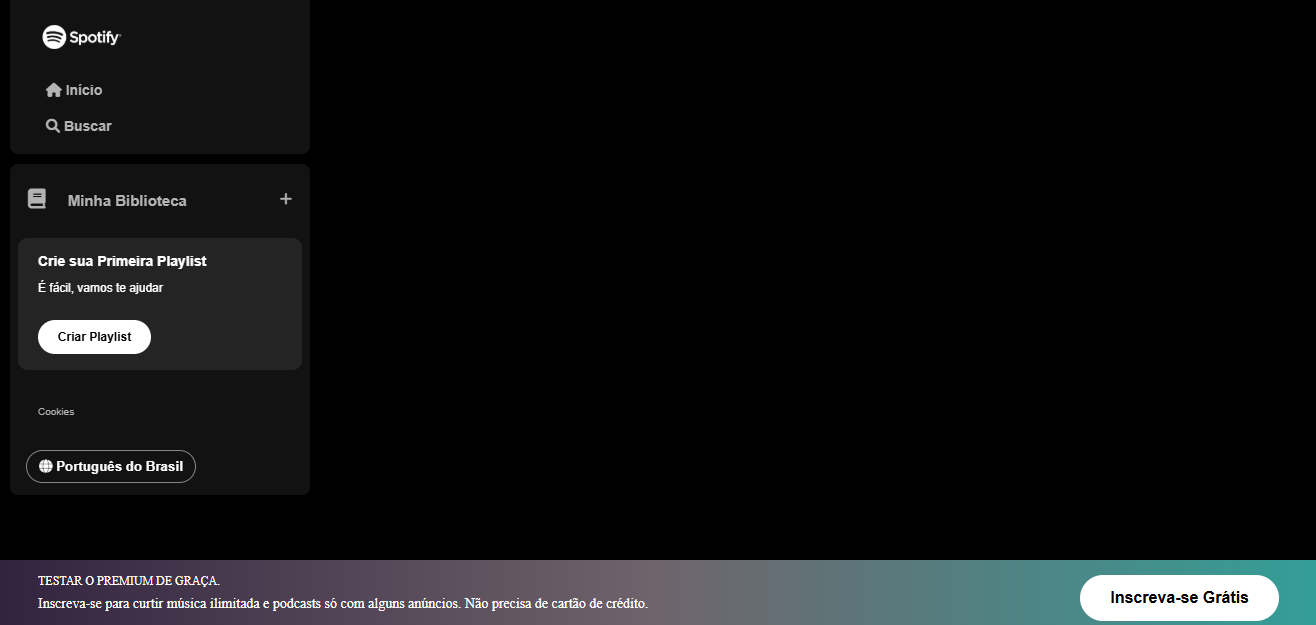 Spotify
Início
Buscar
Minha Biblioteca
Crie sua Primeira Playlist
É fácil, vamos te ajudar
Criar Playlist
Cookies
Português do Brasil
TESTAR O PREMIUM DE GRAÇA.
Inscreva-se para curtir música ilimitada e podcasts só com alguns anúncios. Não precisa de cartão de crédito.
Inscreva-se Grátis